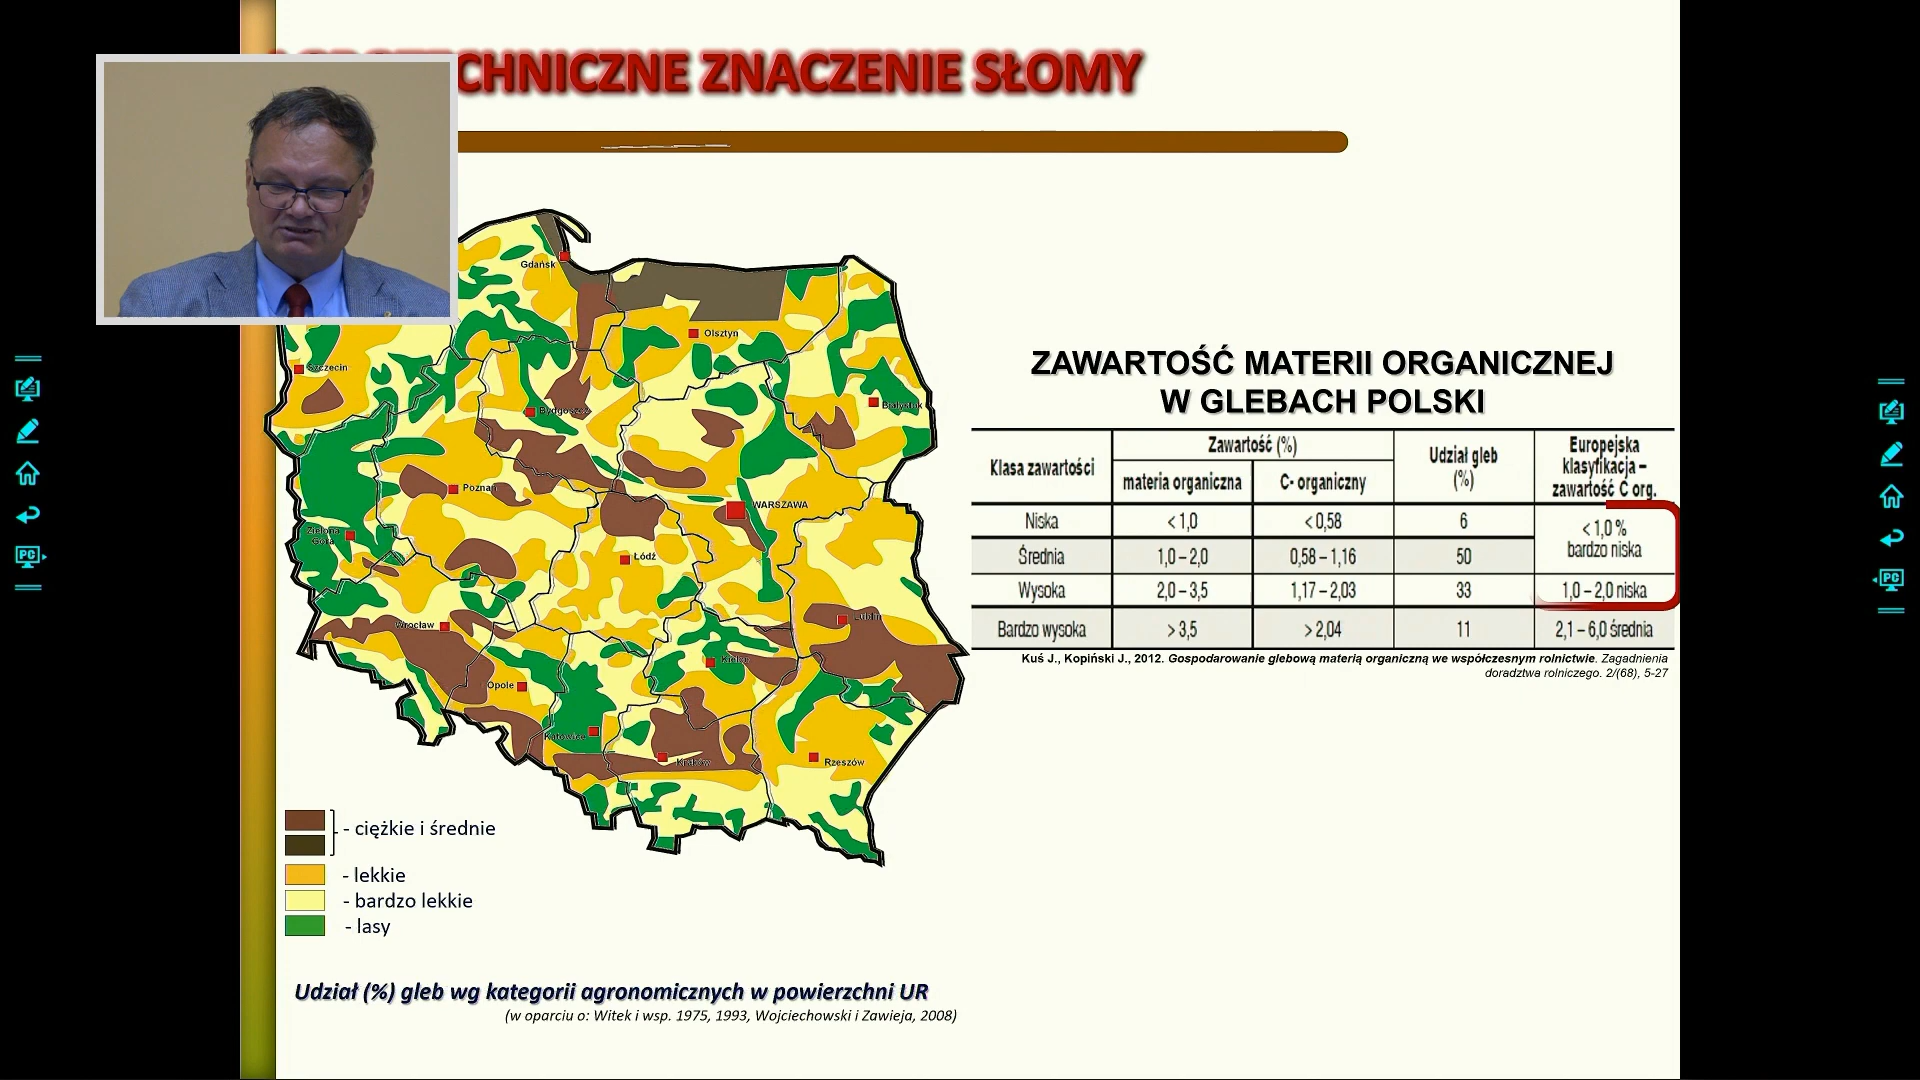 CHNICZNE ZNACZENIE SŁOMY
Gdańsk
Olsztyn
Szczecin
Białystok
Bydgoszcz
Poznań
WARSZAWA
Zielona
Góra
Łódź
Wrocław
Lublin
Kielce
Opole
Katowice
Kraków
Rzeszów
- ciężkie i średnie
- lekkie
- bardzo lekkie
- lasy
Udział (%) gleb wg kategorii agronomicznych w powierzchni UR
(w oparciu o: Witek i wsp. 1975, 1993, Wojciechowski i Zawieja, 2008)
ZAWARTOŚĆ MATERII ORGANICZNEJ
W GLEBACH POLSKI
Klasa zawartości Zawartość (%) Udział gleb (%) Europejska klasyfikacja – zawartość C org.
materia organiczna C- organiczny
Niska < 1,0 < 0,58 6 < 1,0 % bardzo niska
Średnia 1,0 – 2,0 0,58 – 1,16 50
Wysoka 2,0 – 3,5 1,17 – 2,03 33 1,0 – 2,0 niska
Bardzo wysoka > 3,5 > 2,04 11 2,1 – 6,0 średnia
Kuś J., Kopiński J., 2012. Gospodarowanie glebową materią organiczną we współczesnym rolnictwie. Zagadnienia
doradztwa rolniczego. 2/(68), 5-27
PC
PC